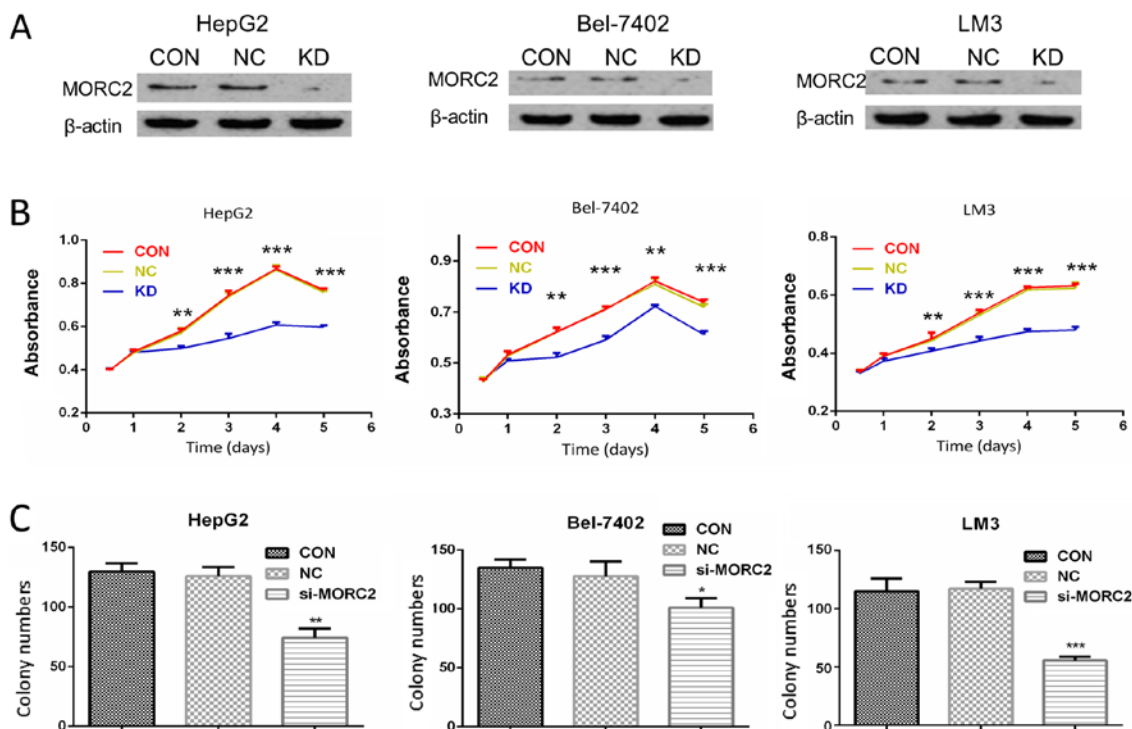 A
HepG2
Bel-7402
LM3
CON NC KD
CON NC KD
CON NC KD
MORC2
MORC2
MORC2
β-actin
β-actin
β-actin
B
HepG2
Bel-7402
LM3
Absorbance
1.0
0.8
0.6
0.4
0.2
CON
NC
KD
**
***
***
***
0 1 2 3 4 5 6
Time (days)
Absorbance
0.9
0.7
0.5
0.3
CON
NC
KD
**
***
**
***
0 1 2 3 4 5 6
Time (days)
Absorbance
0.8
0.6
0.4
0.2
CON
NC
KD
**
***
***
***
0 1 2 3 4 5 6
Time (days)
C
HepG2
Bel-7402
LM3
Colony numbers
150
100
50
0
CON
NC
si-MORC2
**
Colony numbers
150
100
50
0
CON
NC
si-MORC2
*
Colony numbers
150
100
50
0
CON
NC
si-MORC2
***